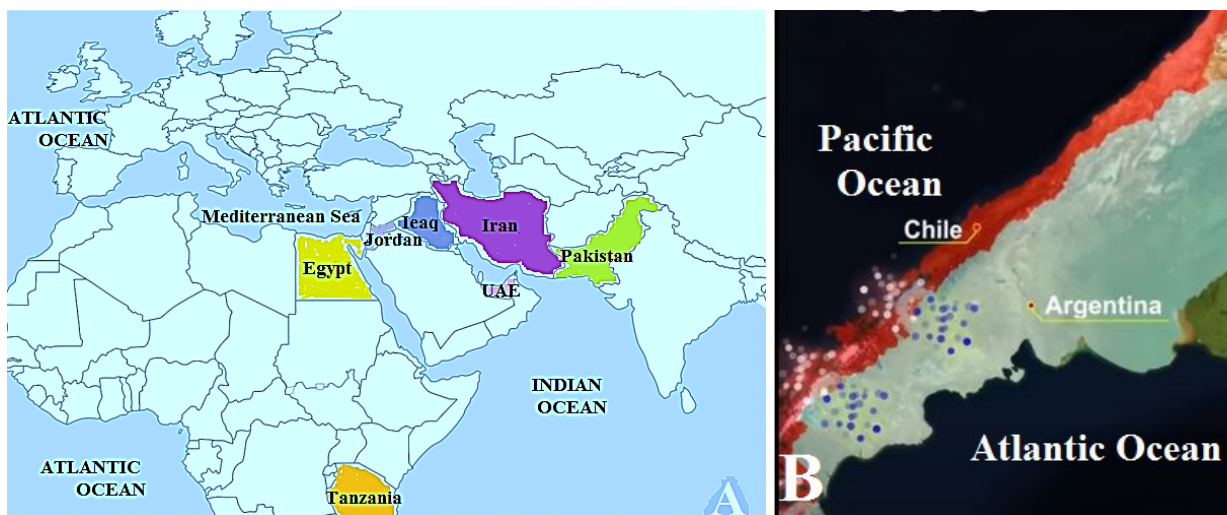 ATLANTIC
OCEAN
Mediterranean Sea
Ieaq
Iran
Jordan
Pakistan
Egypt
UAE
INDIAN
OCEAN
ATLANTIC
OCEAN
Tanzania
A
Pacific
Ocean
Chile
Argentina
Atlantic Ocean
B